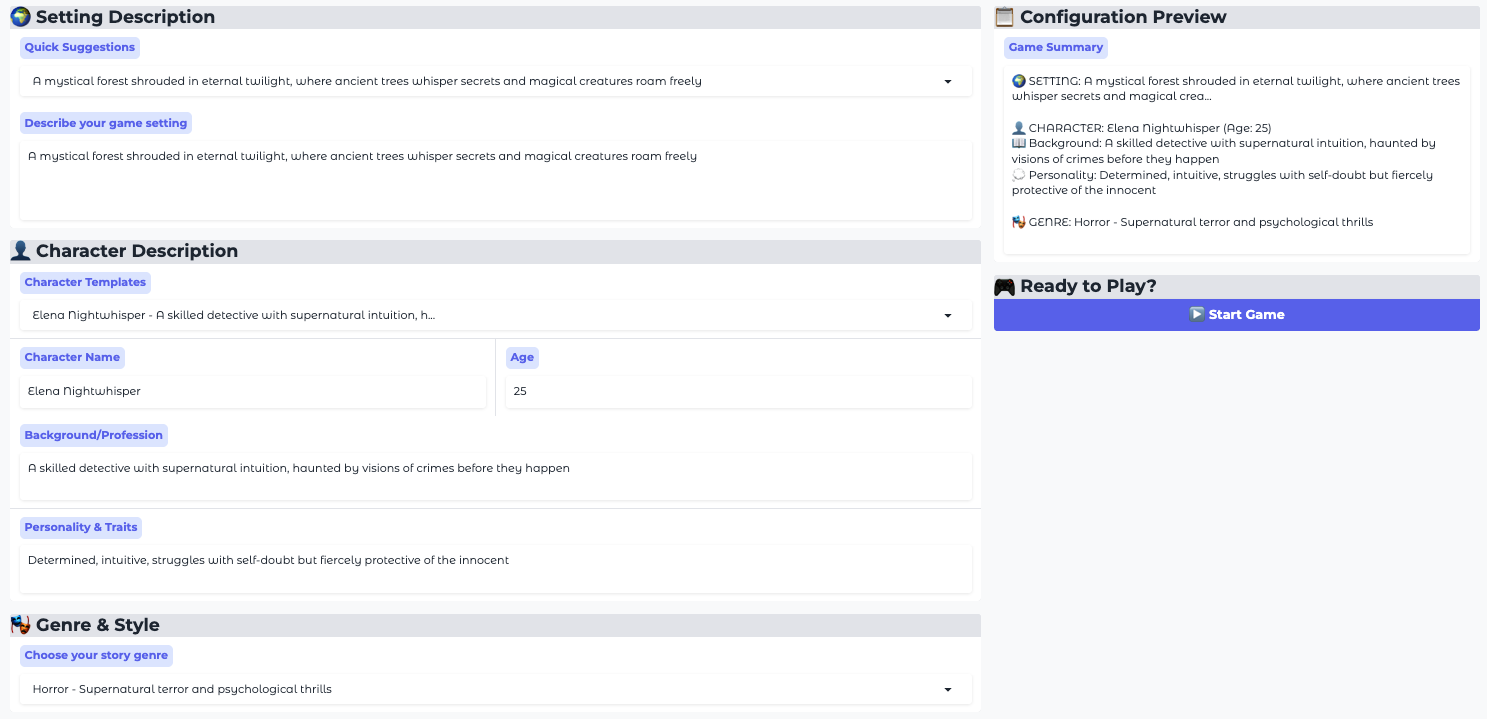 Setting Description
Quick Suggestions
A mystical forest shrouded in eternal twilight, where ancient trees whisper secrets and magical creatures roam freely
Describe your game setting
A mystical forest shrouded in eternal twilight, where ancient trees whisper secrets and magical creatures roam freely
Character Description
Character Templates
Elena Nightwhisper - A skilled detective with supernatural intuition, h...
Character Name
Age
Elena Nightwhisper
25
Background/Profession
A skilled detective with supernatural intuition, haunted by visions of crimes before they happen
Personality & Traits
Determined, intuitive, struggles with self-doubt but fiercely protective of the innocent
Genre & Style
Choose your story genre
Horror - Supernatural terror and psychological thrills
Configuration Preview
Game Summary
SETTING: A mystical forest shrouded in eternal twilight, where ancient trees
whisper secrets and magical crea...
CHARACTER: Elena Nightwhisper (Age: 25)
Background: A skilled detective with supernatural intuition, haunted by
visions of crimes before they happen
Personality: Determined, intuitive, struggles with self-doubt but fiercely
protective of the innocent
GENRE: Horror - Supernatural terror and psychological thrills
Ready to Play?
Start Game